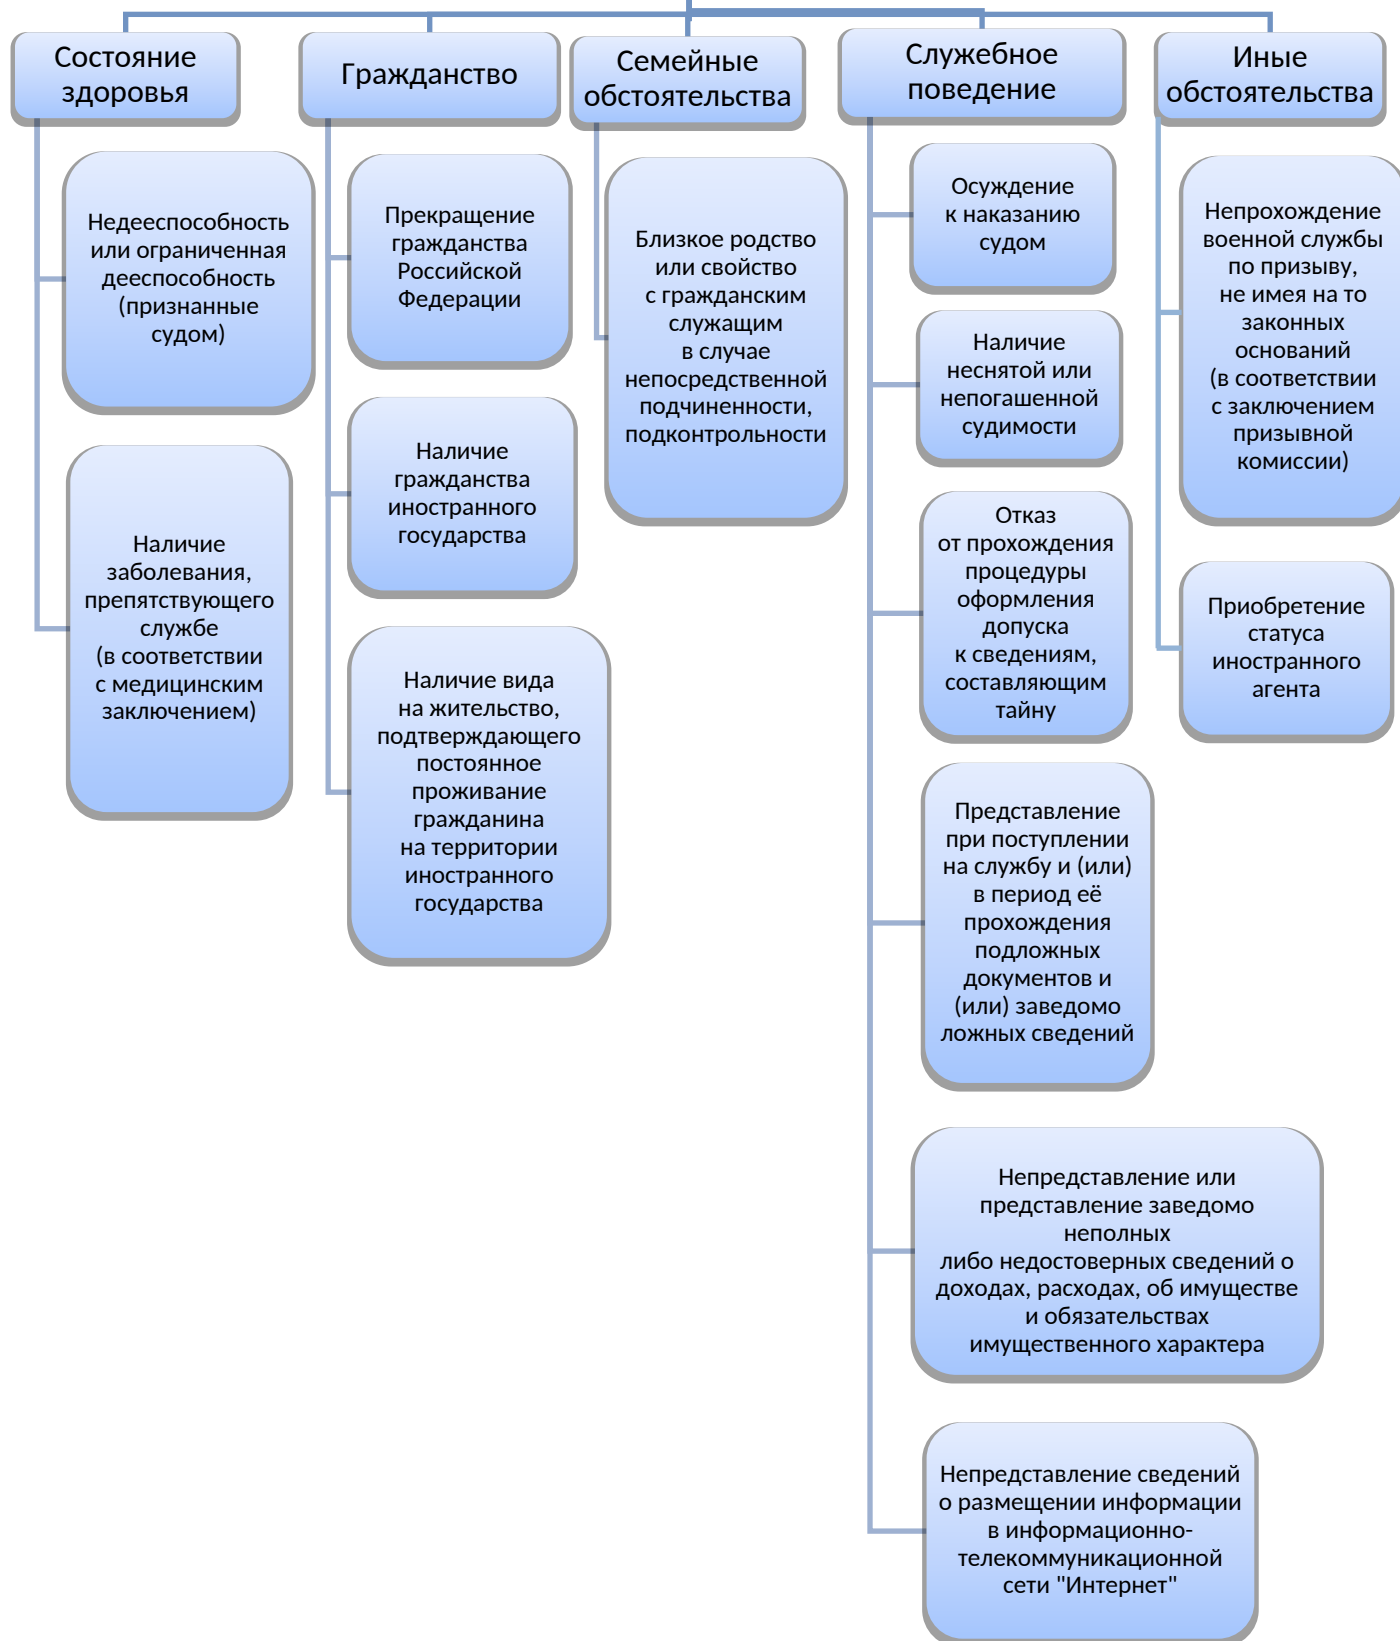 Состояние
здоровья
Недееспособность
или ограниченная
дееспособность
(признанные
судом)
Наличие
заболевания,
препятствующего
службе
(в соответствии
с медицинским
заключением)
Гражданство
Прекращение
гражданства
Российской
Федерации
Наличие
гражданства
иностранного
государства
Наличие вида
на жительство,
подтверждающего
постоянное
проживание
гражданина
на территории
иностранного
государства
Семейные
обстоятельства
Близкое родство
или свойство
с гражданским
служащим
в случае
непосредственной
подчиненности,
подконтрольности
Служебное
поведение
Осуждение
к наказанию
судом
Наличие
неснятой или
непогашенной
судимости
Отказ
от прохождения
процедуры
оформления
допуска
к сведениям,
составляющим
тайну
Представление
при поступлении
на службу и (или)
в период её
прохождения
подложных
документов и
(или) заведомо
ложных сведений
Непредставление или
представление заведомо
неполных
либо недостоверных сведений о
доходах, расходах, об имуществе
и обязательствах
имущественного характера
Непредставление сведений
о размещении информации
в информационно-
телекоммуникационной
сети "Интернет"
Иные
обстоятельства
Непрохождение
военной службы
по призыву,
не имея на то
законных
оснований
(в соответствии
с заключением
призывной
комиссии)
Приобретение
статуса
иностранного
агента